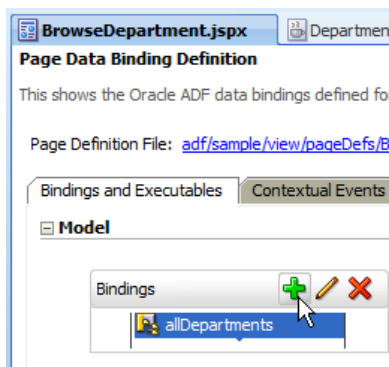 BrowseDepartment.jspx
Page Data Binding Definition
This shows the Oracle ADF data bindings defined
Page Definition File: adf/sample/view/pageDefs/
Bindings and Executables Contextual Events
Model
Bindings
allDepartments